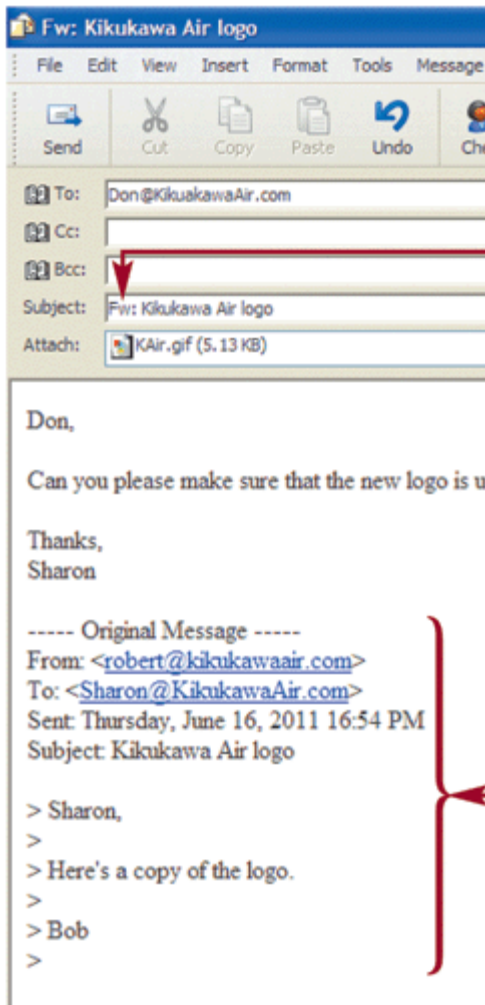 Fw: Kikukawa Air logo
File Edit View Insert Format Tools Message
Send Cut Copy Paste Undo
To: Don@KikuakawaAir.com
Cc:
Bcc:
Subject: Fw: Kikukawa Air logo
Attach: KAir.gif (5.13 KB)
Don,
Can you please make sure that the new logo is
Thanks,
Sharon
----- Original Message -----
From: <robert@kikukawaair.com>
To: <Sharon@KikukawaAir.com>
Sent: Thursday, June 16, 2011 16:54 PM
Subject: Kikukawa Air logo
> Sharon,
>
> Here's a copy of the logo.
>
> Bob
>